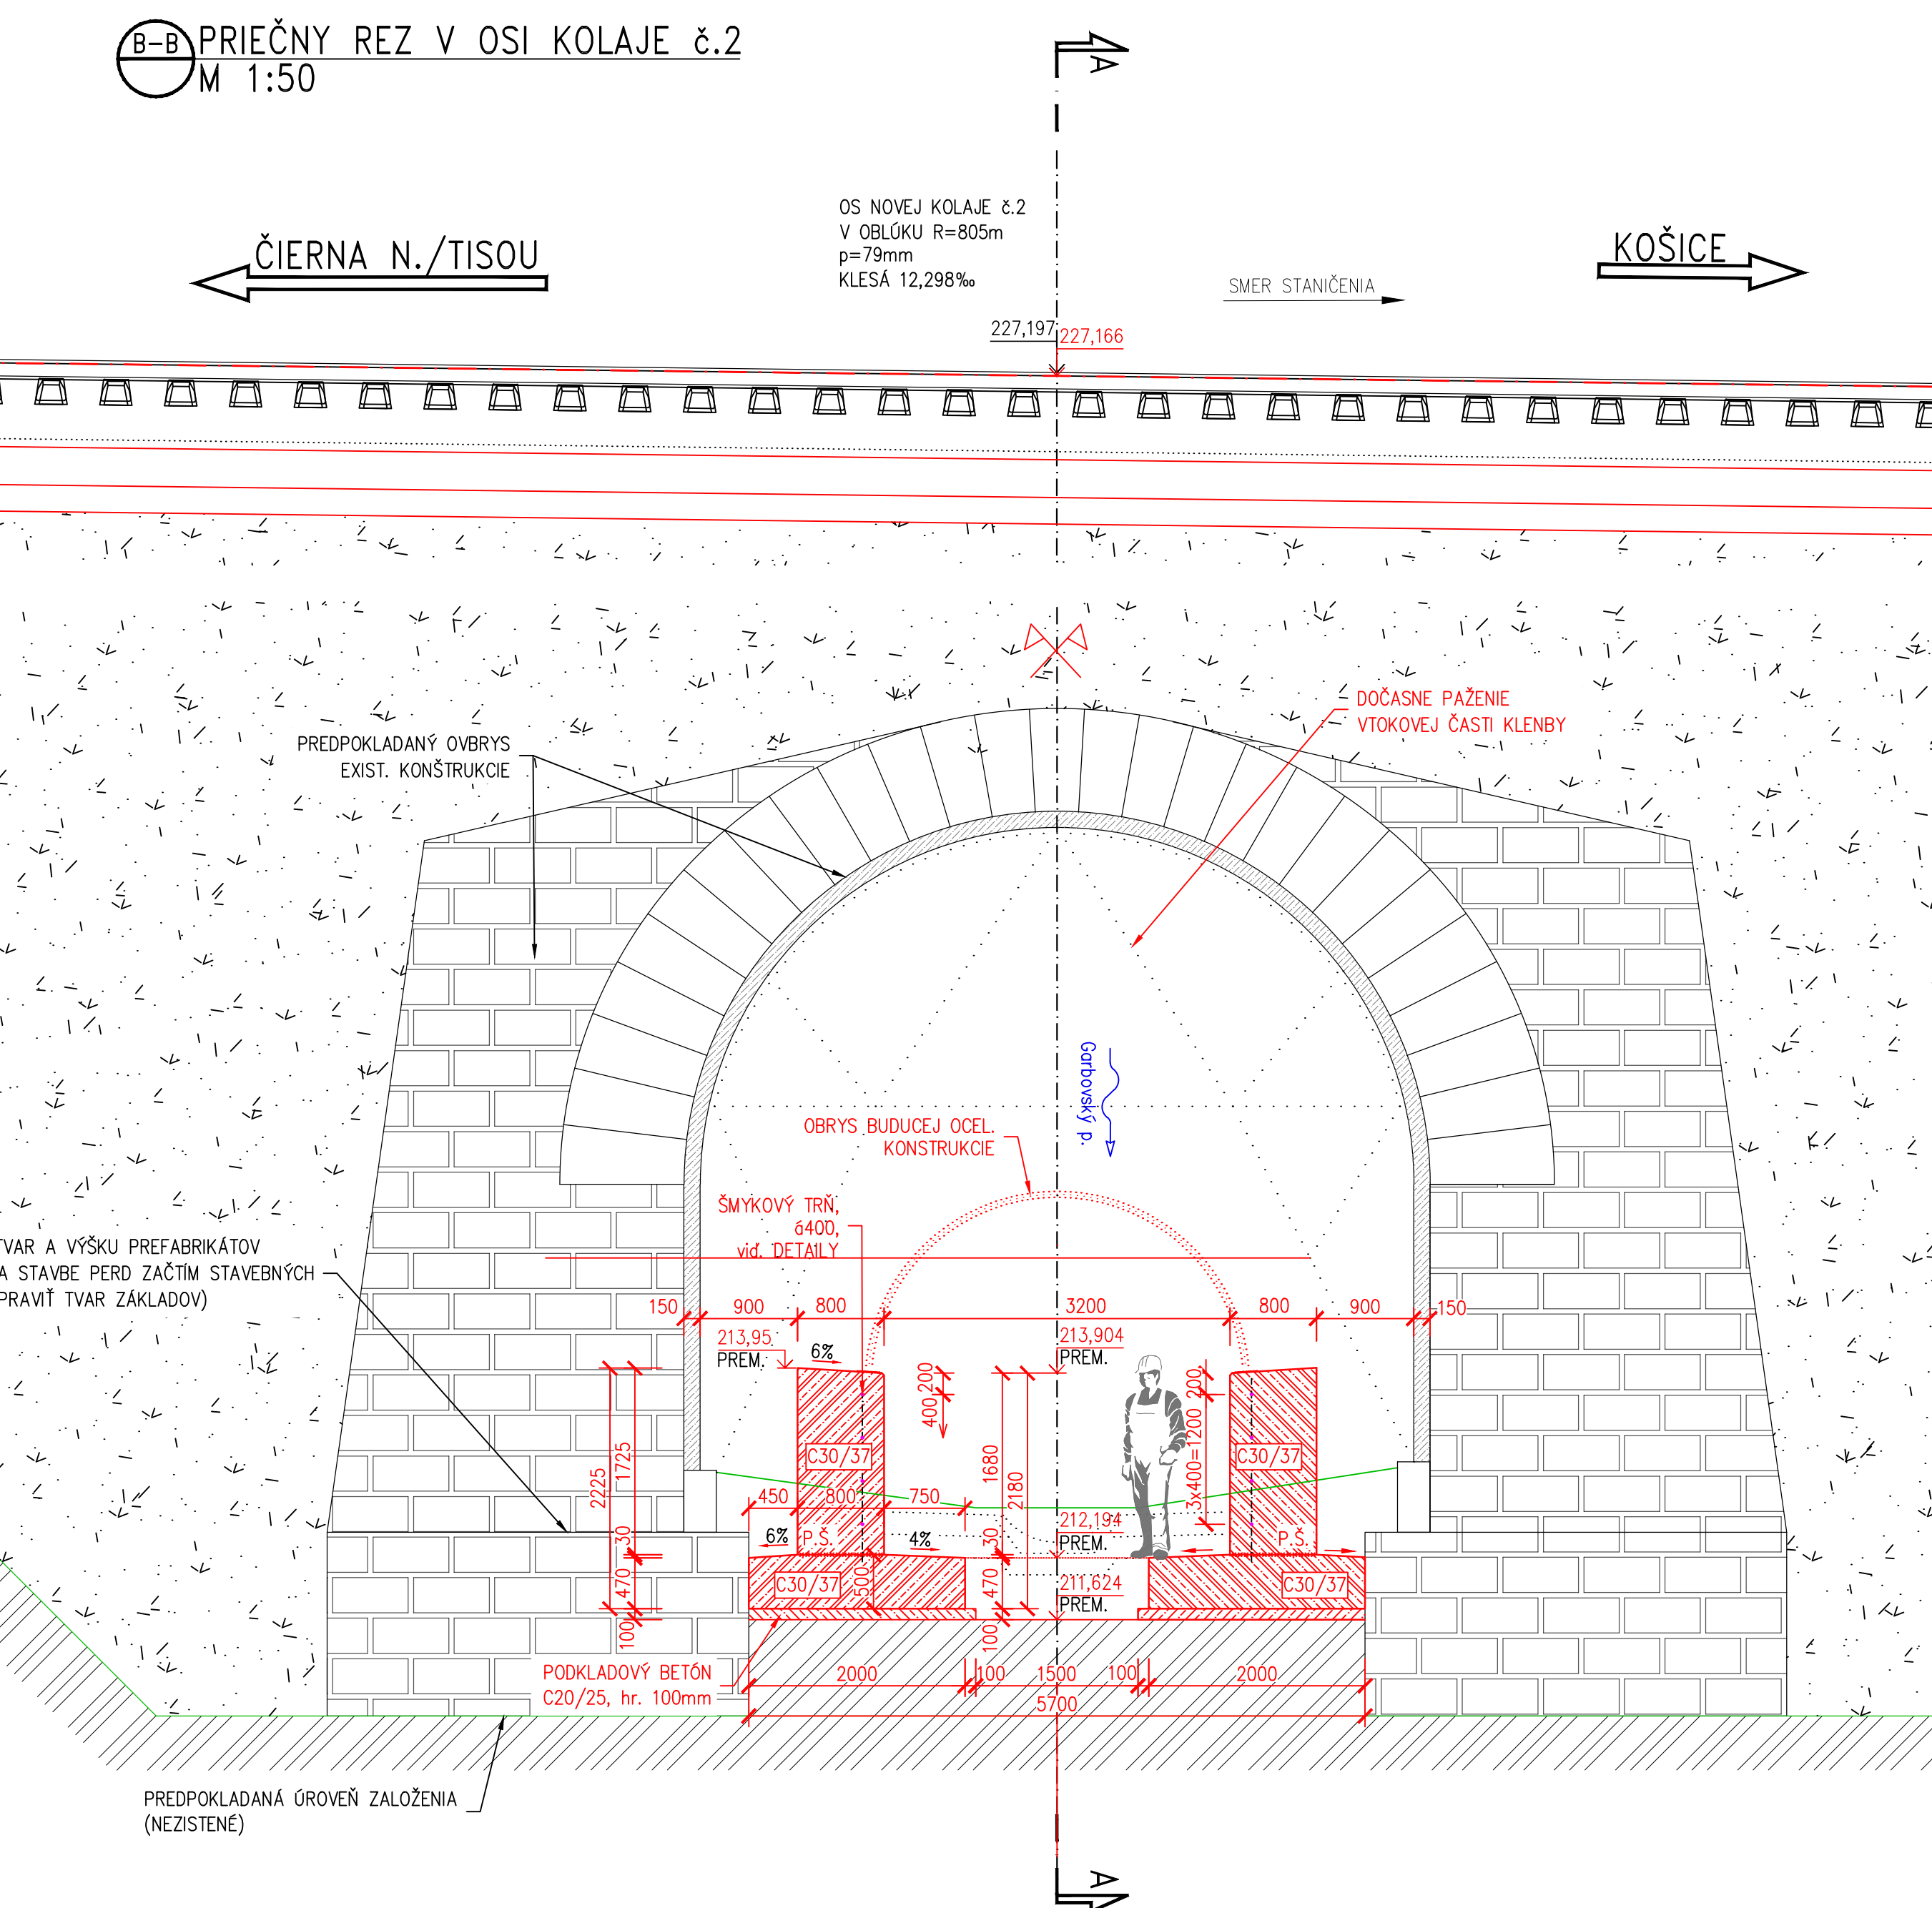 B-B PRIEČNY REZ V OSI KOLAJE č.2
M 1:50
A
OS NOVEJ KOLAJE č.2
V OBLÚKU R=805m
p=79mm
KLESÁ 12,298‰
ČIERNA N./TISOU
KOŠICE
SMER STANIČENIA
227,197
227,166
DOČASNE PAŽENIE
VTOKOVEJ ČASTI KLENBY
PREDPOKLADANÝ OVBRYS
EXIST. KONŠTRUKCIE
Garbovský p.
OBRYS BUDUCEJ OCEL.
KONSTRUKCIE
ŠMYKOVÝ TRŇ,
á400,
viď. DETAILY
TVAR A VÝŠKU PREFABRIKÁTOV
A STAVBE PERD ZAČTÍM STAVEBNÝCH
PRAVIŤ TVAR ZÁKLADOV)
150 900 800 3200 800 900 150
213,95
PREM.
6%
213,904
PREM.
200
400
200
3x400=1200
1680
2180
2225
1725
C30/37
C30/37
450 800 750
6%
P.Š.
4%
30
30
212,194
PREM.
P.Š.
470
C30/37
500
470
211,624
PREM.
C30/37
100
100
PODKLADOVÝ BETÓN
C20/25, hr. 100mm
2000 100 1500 100 2000
5700
PREDPOKLADANÁ ÚROVEŇ ZALOŽENIA
(NEZISTENÉ)
A